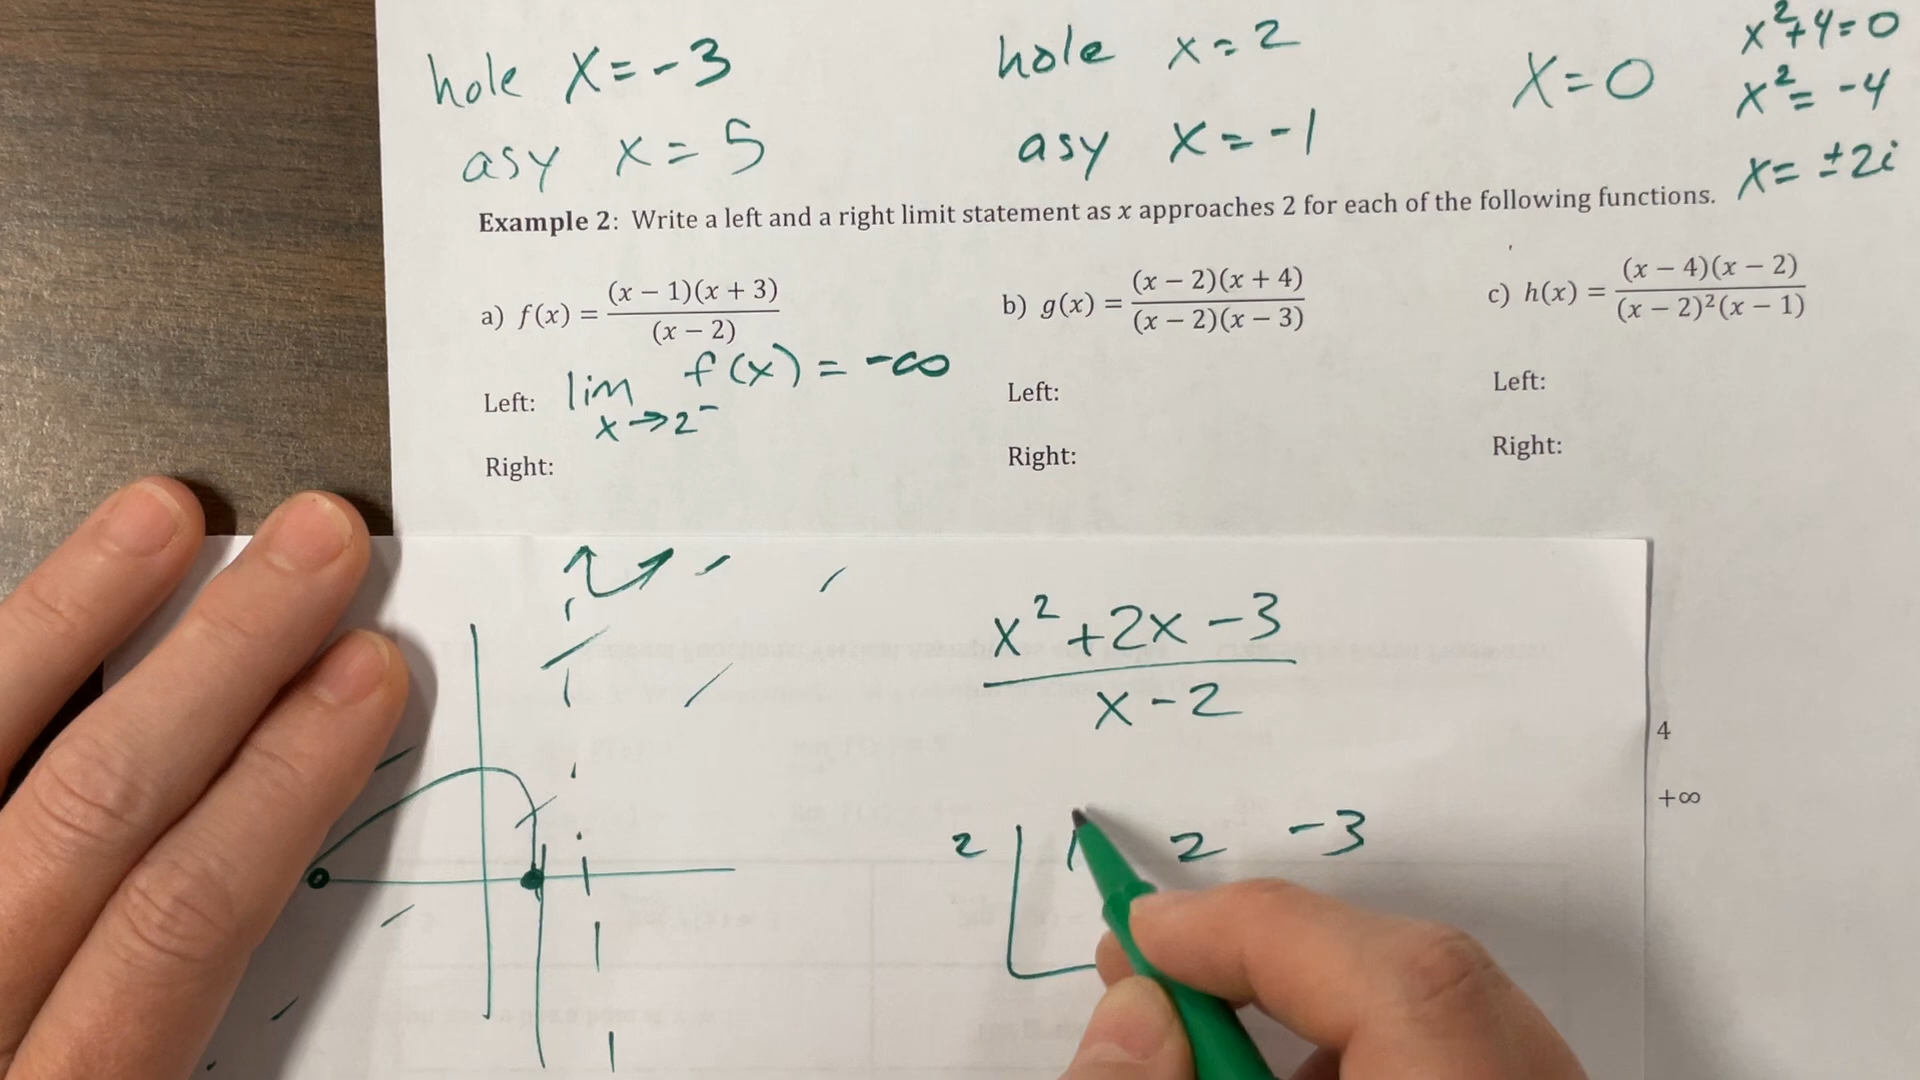 hole x = -3
asy x = 5
hole x = 2
asy x = -1
x = 0
x² + 4 = 0
x² = -4
x = ±2i
Example 2: Write a left and a right limit statement as x approaches 2 for each of the following functions.
a) f(x) = (x − 1)(x + 3) / (x − 2)
b) g(x) = (x − 2)(x + 4) / (x − 2)(x − 3)
c) h(x) = (x − 4)(x − 2) / (x − 2)²(x − 1)
Left: lim x→2⁻ f(x) = -∞
Left:
Left:
Right:
Right:
Right:
x² + 2x - 3
x - 2
2 1 2 -3
4
+∞